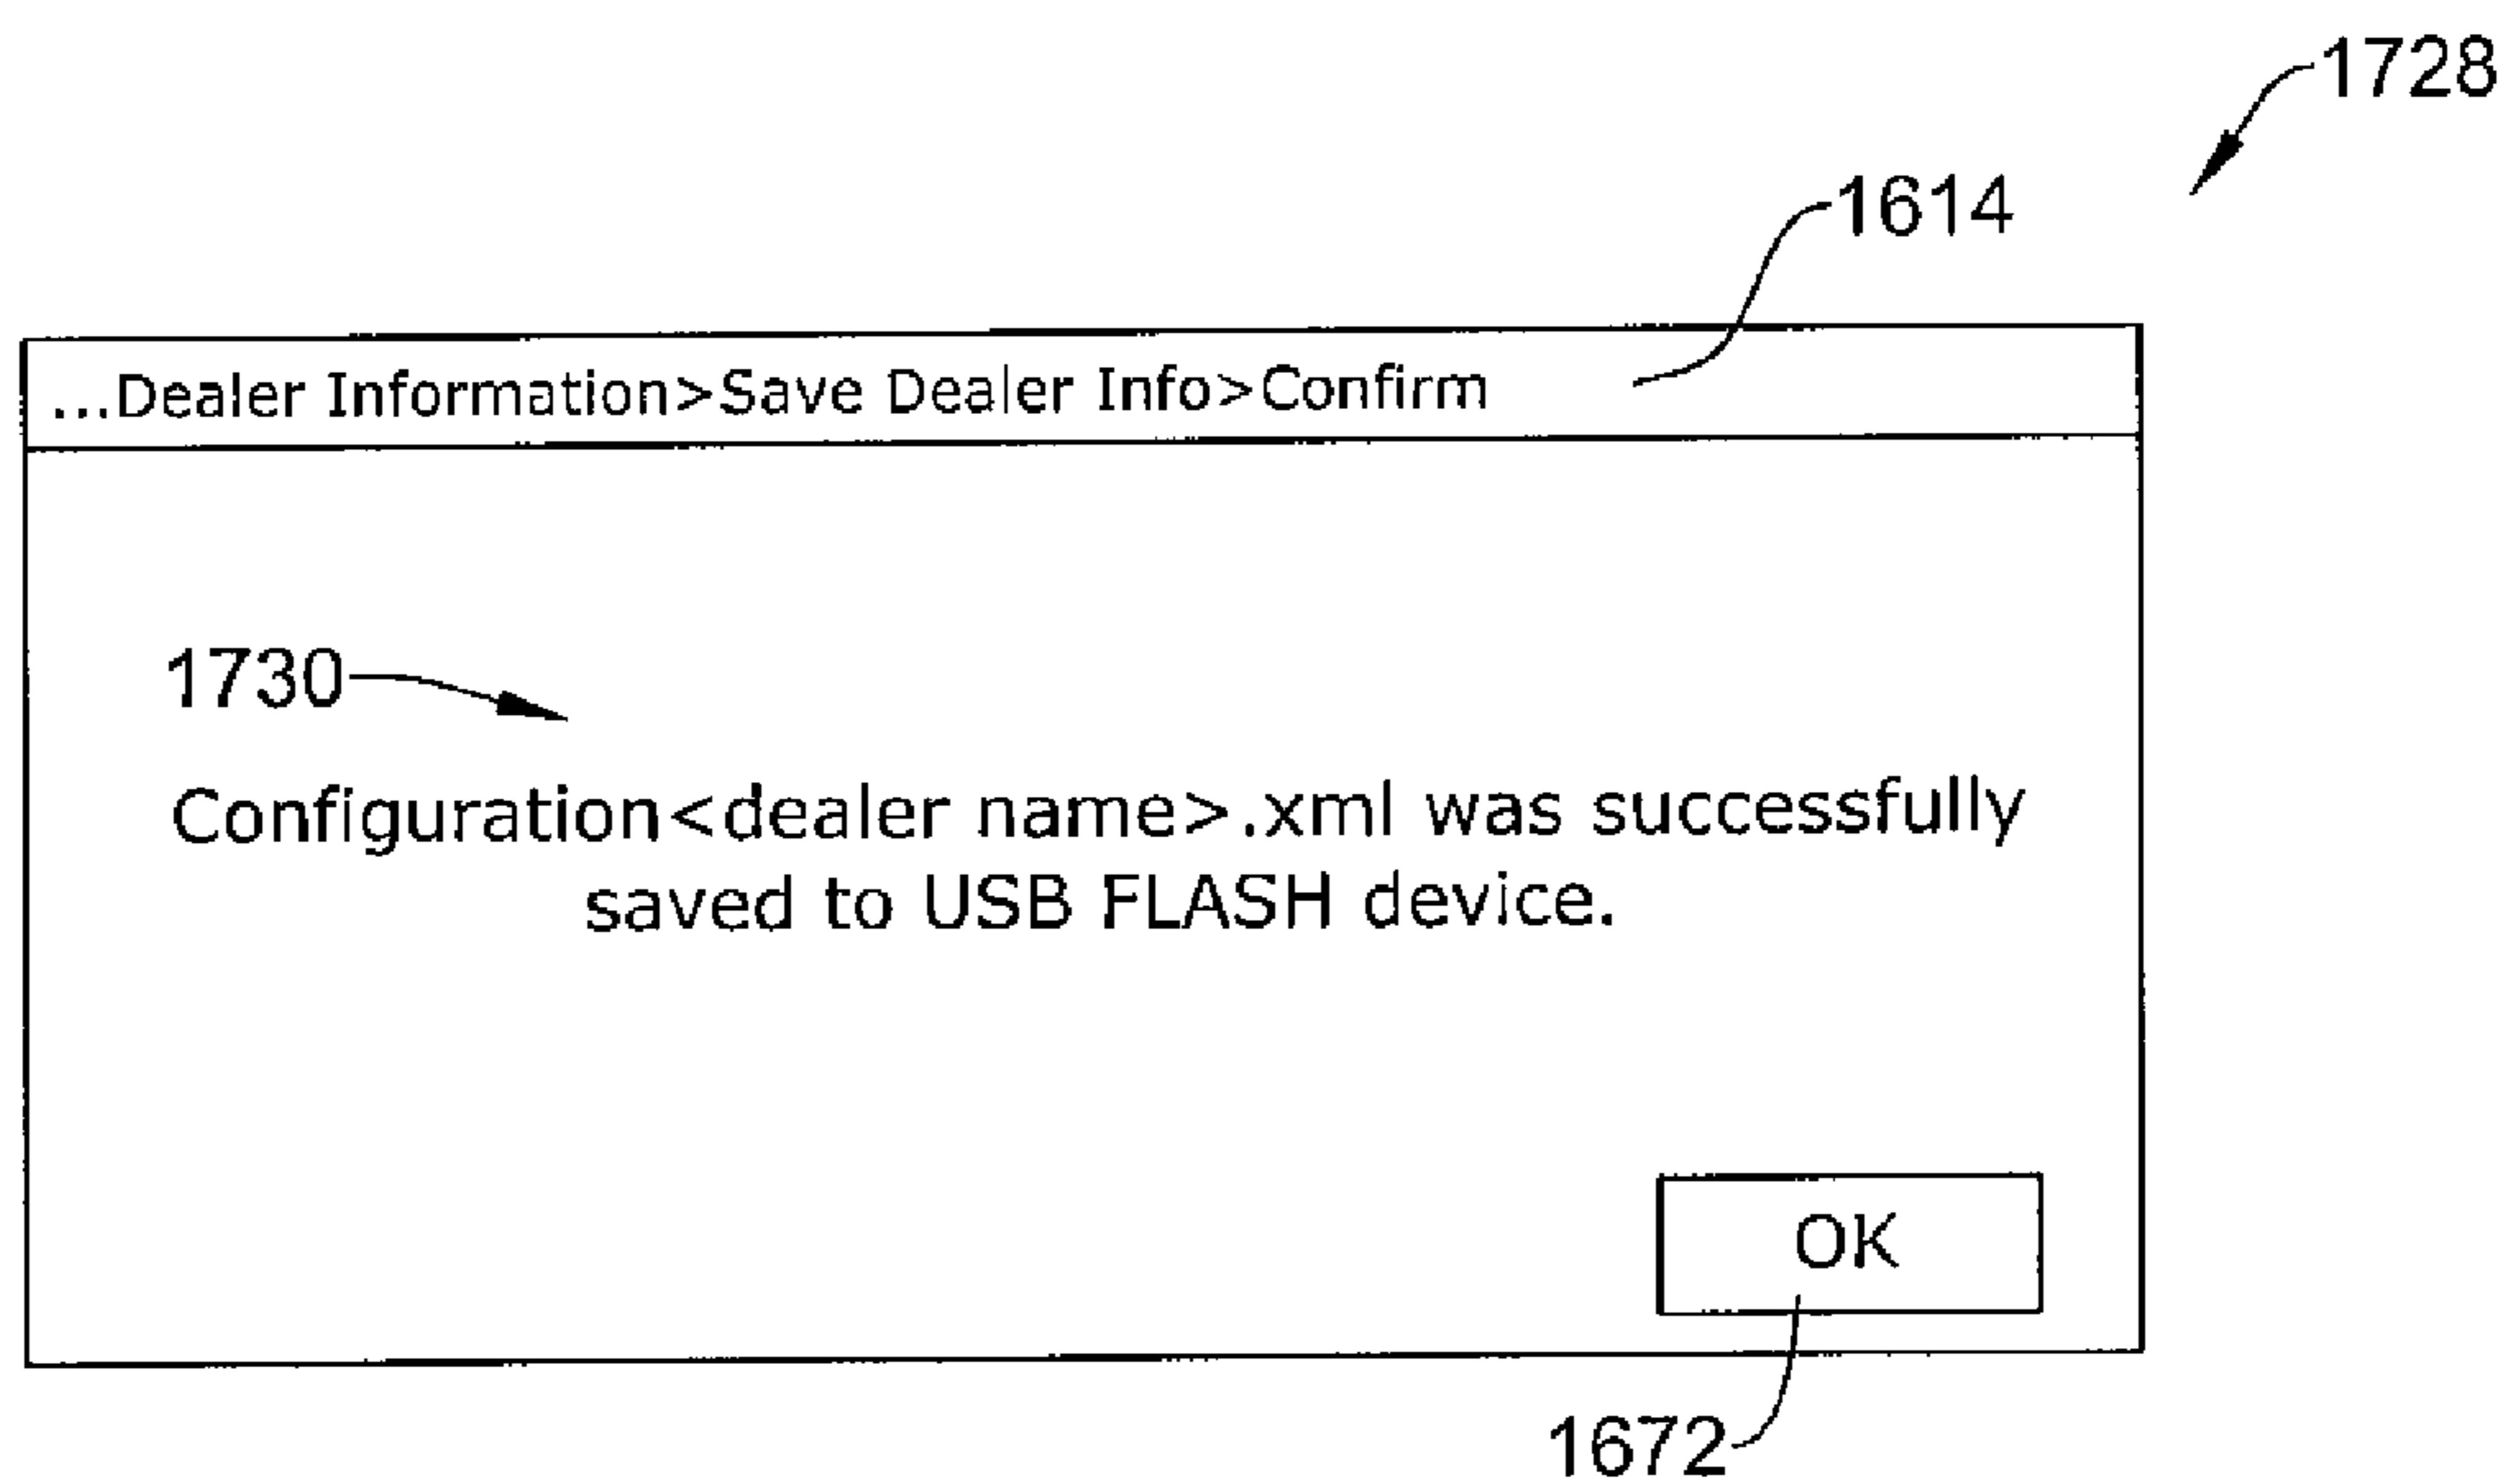 1728
1614
...Dealer Information>Save Dealer Info>Confirm
1730
Configuration<dealer name>.xml was successfully
saved to USB FLASH device.
OK
1672